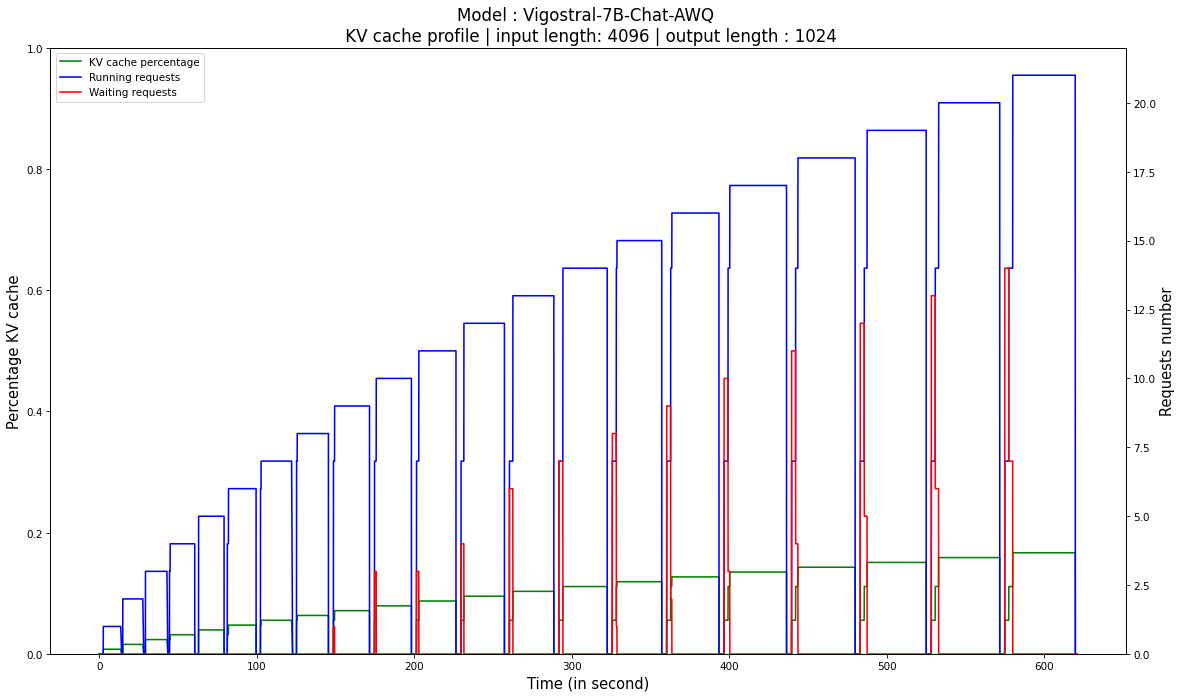 Model : Vigostral-7B-Chat-AWQ
KV cache profile | input length: 4096 | output length : 1024
KV cache percentage
Running requests
Waiting requests
1.0
0.8
0.6
0.4
0.2
0.0
Percentage KV cache
20.0
17.5
15.0
12.5
10.0
7.5
5.0
2.5
0.0
Requests number
0
100
200
300
400
500
600
Time (in second)